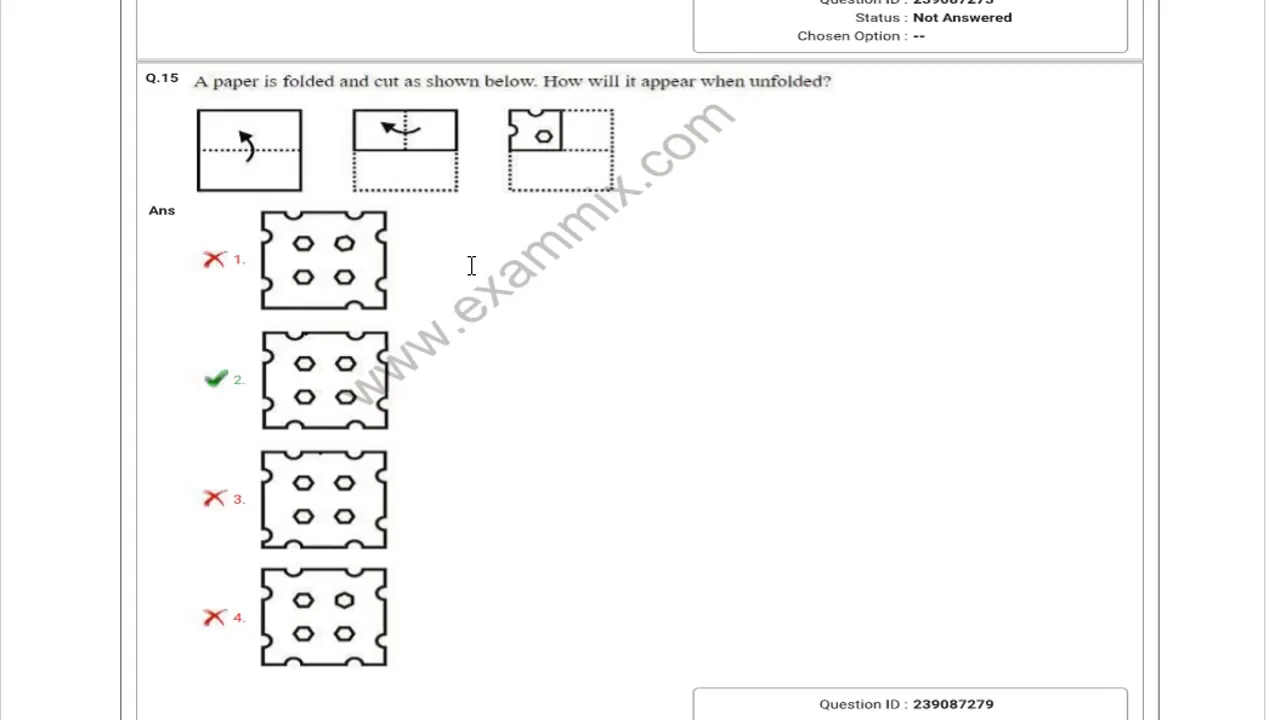 Question ID : 239087273
Status : Not Answered
Chosen Option : --
Q.15 A paper is folded and cut as shown below. How will it appear when unfolded?
www.exammix.com
Ans
1.
2.
3.
4.
Question ID : 239087279